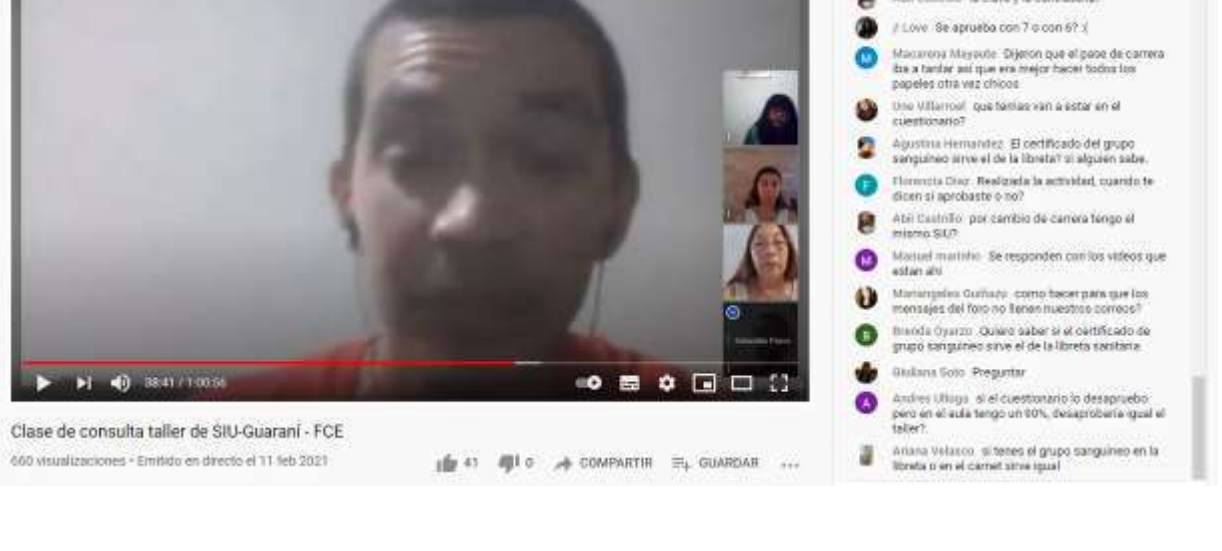 38:41 / 1:00:56
Clase de consulta taller de SIU-Guaraní - FCE
660 visualizaciones • Emitido en directo el 11 feb 2021
41
0
COMPARTIR
GUARDAR
Love Se aprueba con 7 o con 6? :(
M
Macarena Mayaute Dijeron que el pase de carrera
iba a tardar así que era mejor hacer todos los
papeles otra vez chicos
Une Villarroel que temas van a estar en el
cuestionario?
Agustina Hernandez El certificado del grupo
sanguineo sirve el de la libreta? si alguien sabe.
F
Florencia Diaz Realizada la actividad, cuando te
dicen si aprobaste o no?
Abii Castrillo por cambio de carrera tengo el
mismo SIU?
M
Manuel marinho Se responden con los videos que
estan ahi
Mariangeles Guiñazu como hacer para que los
mensajes del foro no llenen nuestros correos?
B
Brenda Oyarzo Quiero saber si el certificado de
grupo sanguineo sirve el de la libreta sanitaria.
Giuliana Soto Preguntar
A
Andres Ulloga si el cuestionario lo desapruebo
pero en el aula tengo un %, desaprobaría igual el
taller?
Ariana Velasco si tenes el grupo sanguineo en la
libreta o en el carnet sirve igual